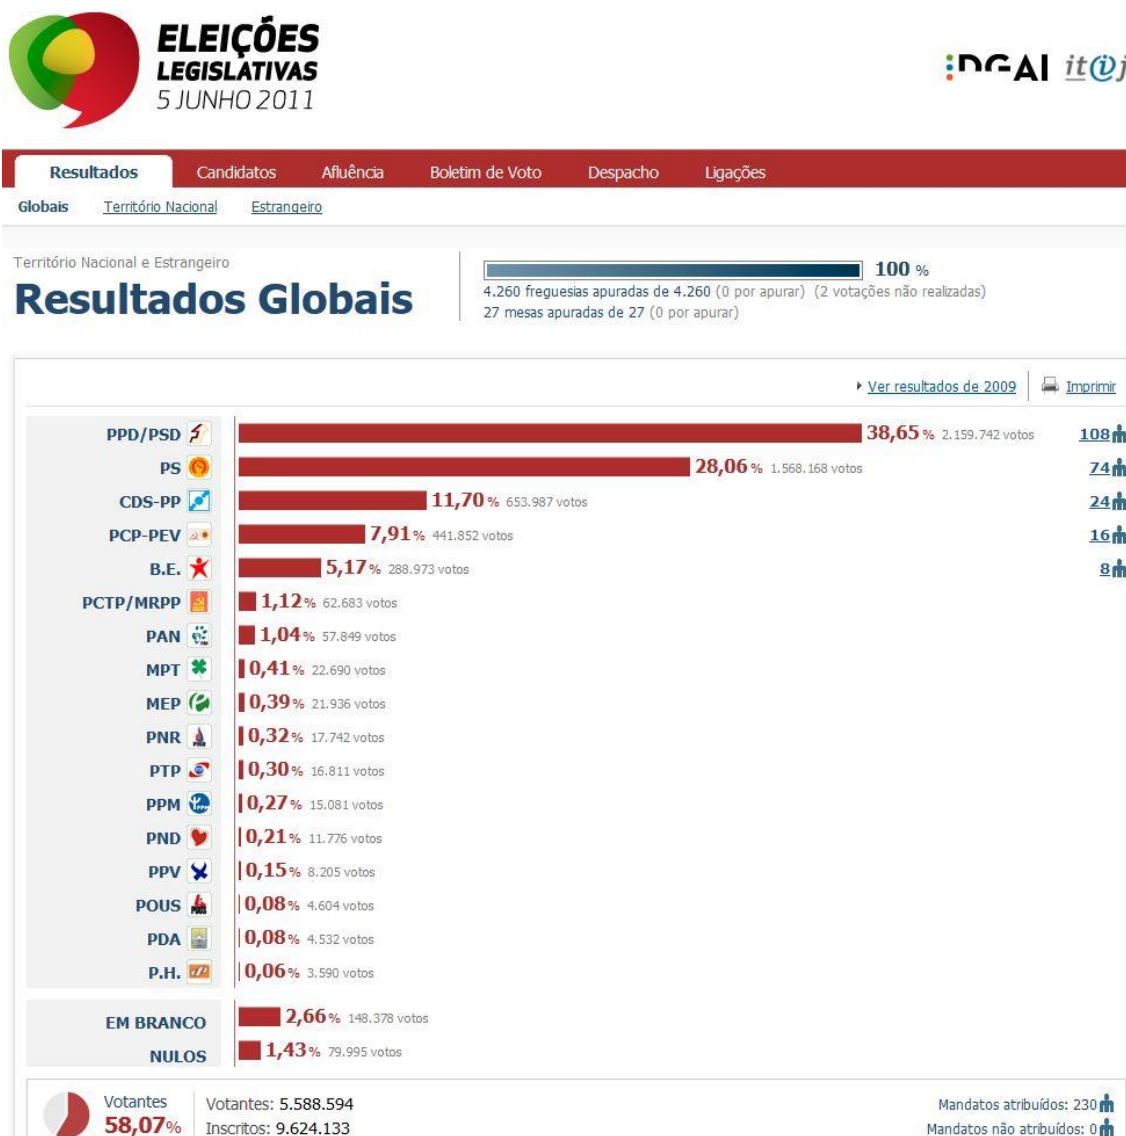 ELEIÇÕES
LEGISLATIVAS
5 JUNHO 2011
DGAI it@j
Resultados Candidatos Afluência Boletim de Voto Despacho Ligações
Globais Território Nacional Estrangeiro
Território Nacional e Estrangeiro
Resultados Globais
100 %
4.260 freguesias apuradas de 4.260 (0 por apurar) (2 votações não realizadas)
27 mesas apuradas de 27 (0 por apurar)
Ver resultados de 2009 Imprimir
PPD/PSD 38,65 % 2.159.742 votos 108
PS 28,06 % 1.568.168 votos 74
CDS-PP 11,70 % 653.987 votos 24
PCP-PEV 7,91 % 441.852 votos 16
B.E. 5,17 % 288.973 votos 8
PCTP/MRPP 1,12 % 62.683 votos
PAN 1,04 % 57.849 votos
MPT 0,41 % 22.690 votos
MEP 0,39 % 21.936 votos
PNR 0,32 % 17.742 votos
PTP 0,30 % 16.811 votos
PPM 0,27 % 15.081 votos
PND 0,21 % 11.776 votos
PPV 0,15 % 8.205 votos
POUS 0,08 % 4.604 votos
PDA 0,08 % 4.532 votos
P.H. 0,06 % 3.590 votos
EM BRANCO 2,66 % 148.378 votos
NULOS 1,43 % 79.995 votos
Votantes Votantes: 5.588.594 Mandatos atribuídos: 230
58,07% Inscritos: 9.624.133 Mandatos não atribuídos: 0